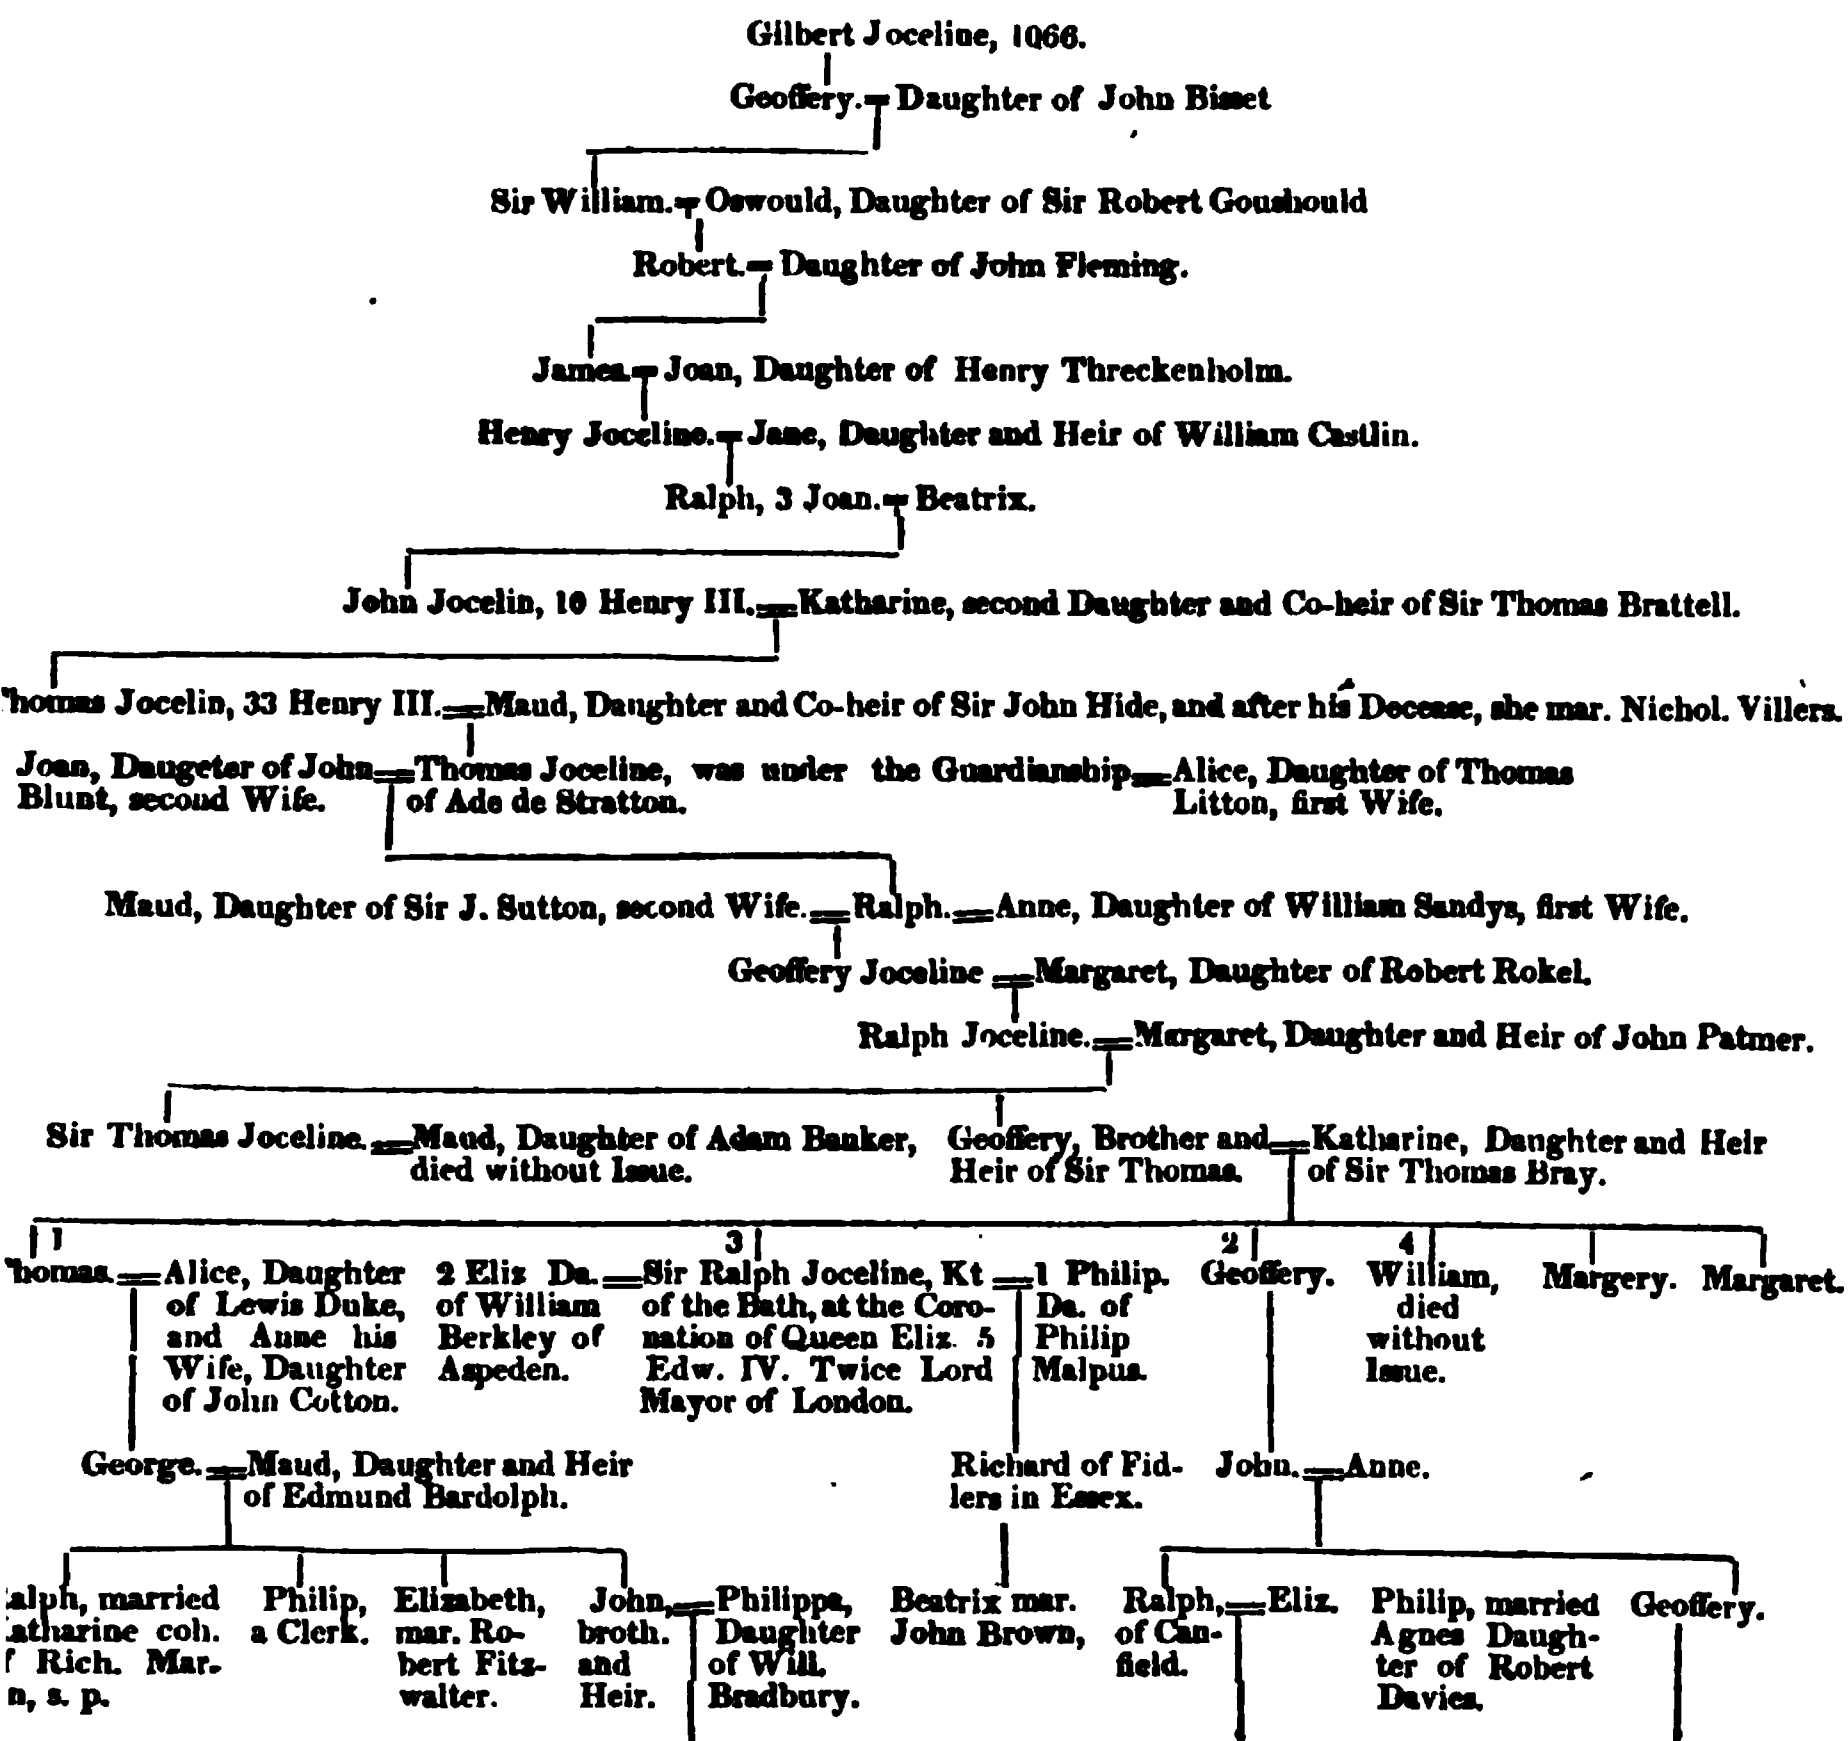 Gilbert Joceline, 1066.
Geoffery. Daughter of John Bisset
Sir William. Oswould, Daughter of Sir Robert Goushould
Robert. Daughter of John Fleming.
James. Joan, Daughter of Henry Threckenholm.
Henry Joceline. Jane, Daughter and Heir of William Castlin.
Ralph, 3 Joan. Beatrix.
John Jocelin, 10 Henry III. Katharine, second Daughter and Co-heir of Sir Thomas Brattell.
homas Jocelin, 33 Henry III. Maud, Daughter and Co-heir of Sir John Hide, and after his Decease, she mar. Nichol. Villers.
Joan, Daugeter of John
Blunt, second Wife.
Thomas Joceline, was under the Guardianship
of Ade de Stratton.
Alice, Daughter of Thomas
Litton, first Wife.
Maud, Daughter of Sir J. Sutton, second Wife. Ralph. Anne, Daughter of William Sandys, first Wife.
Geoffery Joceline Margaret, Daughter of Robert Rokel.
Ralph Joceline. Margaret, Daughter and Heir of John Patmer.
Sir Thomas Joceline. Maud, Daughter of Adam Banker,
died without Issue.
Geoffery, Brother and
Heir of Sir Thomas.
Katharine, Daughter and Heir
of Sir Thomas Bray.
1
homas.
Alice, Daughter
of Lewis Duke,
and Anne his
Wife, Daughter
of John Cotton.
2 Eliz Da.
of William
Berkley of
Aspeden.
3
Sir Ralph Joceline, Kt
of the Bath, at the Coro-
nation of Queen Eliz. 5
Edw. IV. Twice Lord
Mayor of London.
1 Philip.
Da. of
Philip
Malpus.
2
Geoffery.
4
William,
died
without
Issue.
Margery.
Margaret.
George. Maud, Daughter and Heir
of Edmund Bardolph.
Richard of Fid-
lers in Essex.
John. Anne.
alph, married
atharine coh.
f Rich. Mar-
n, s. p.
Philip,
a Clerk.
Elizabeth,
mar. Ro-
bert Fitz-
walter.
John,
broth.
and
Heir.
Philippa,
Daughter
of Will.
Bradbury.
Beatrix mar.
John Brown,
Ralph,
of Can-
field.
Eliz.
Philip, married
Agnes Daugh-
ter of Robert
Davies.
Geoffery.